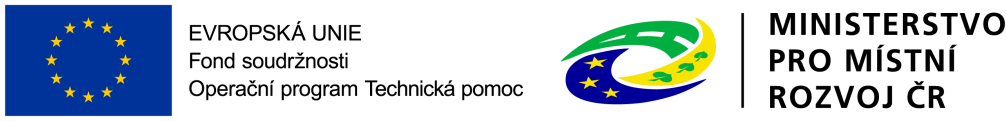 EVROPSKÁ UNIE
Fond soudržnosti
Operační program Technická pomoc
MINISTERSTVO
PRO MÍSTNÍ
ROZVOJ ČR